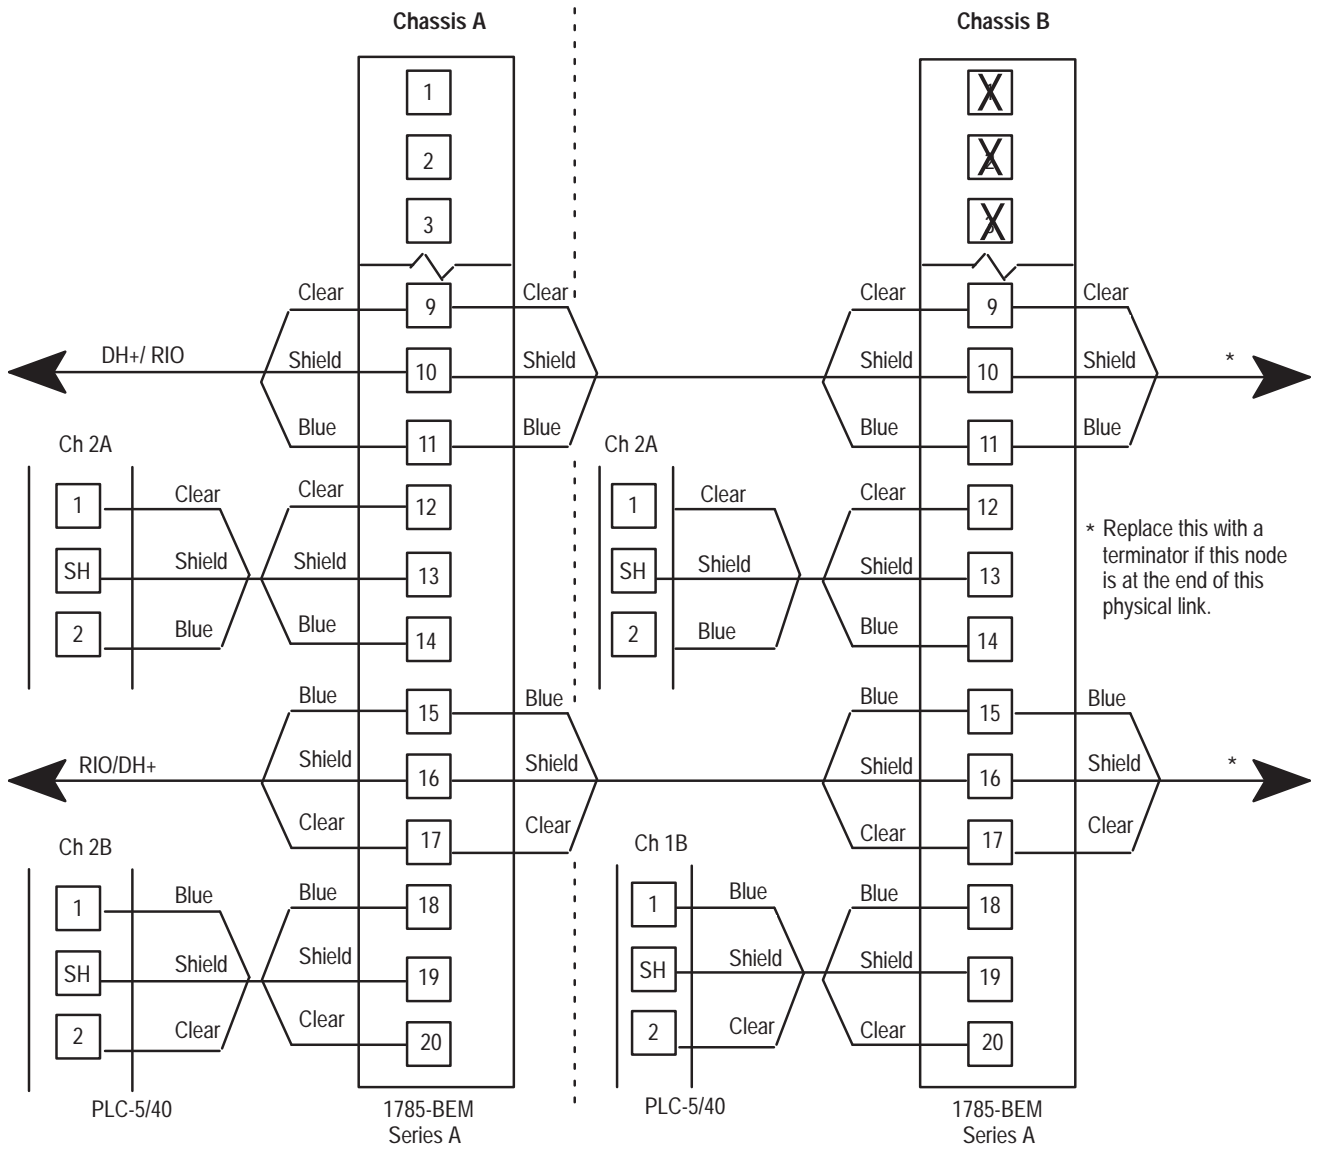 Chassis A
Chassis B
1
1
2
2
3
3
Clear
9
Clear
Clear
9
Clear
DH+/ RIO
Shield
10
Shield
Shield
10
Shield
*
Blue
11
Blue
Blue
11
Blue
Ch 2A
Ch 2A
1
Clear
Clear
12
1
Clear
Clear
12
SH
Shield
Shield
13
SH
Shield
Shield
13
2
Blue
Blue
14
2
Blue
Blue
14
* Replace this with a
terminator if this node
is at the end of this
physical link.
Blue
15
Blue
Blue
15
Blue
RIO/DH+
Shield
16
Shield
Shield
16
Shield
*
Clear
17
Clear
Clear
17
Clear
Ch 2B
Ch 1B
1
Blue
Blue
18
1
Blue
Blue
18
SH
Shield
Shield
19
SH
Shield
Shield
19
2
Clear
Clear
20
2
Clear
Clear
20
PLC-5/40
1785-BEM
Series A
PLC-5/40
1785-BEM
Series A